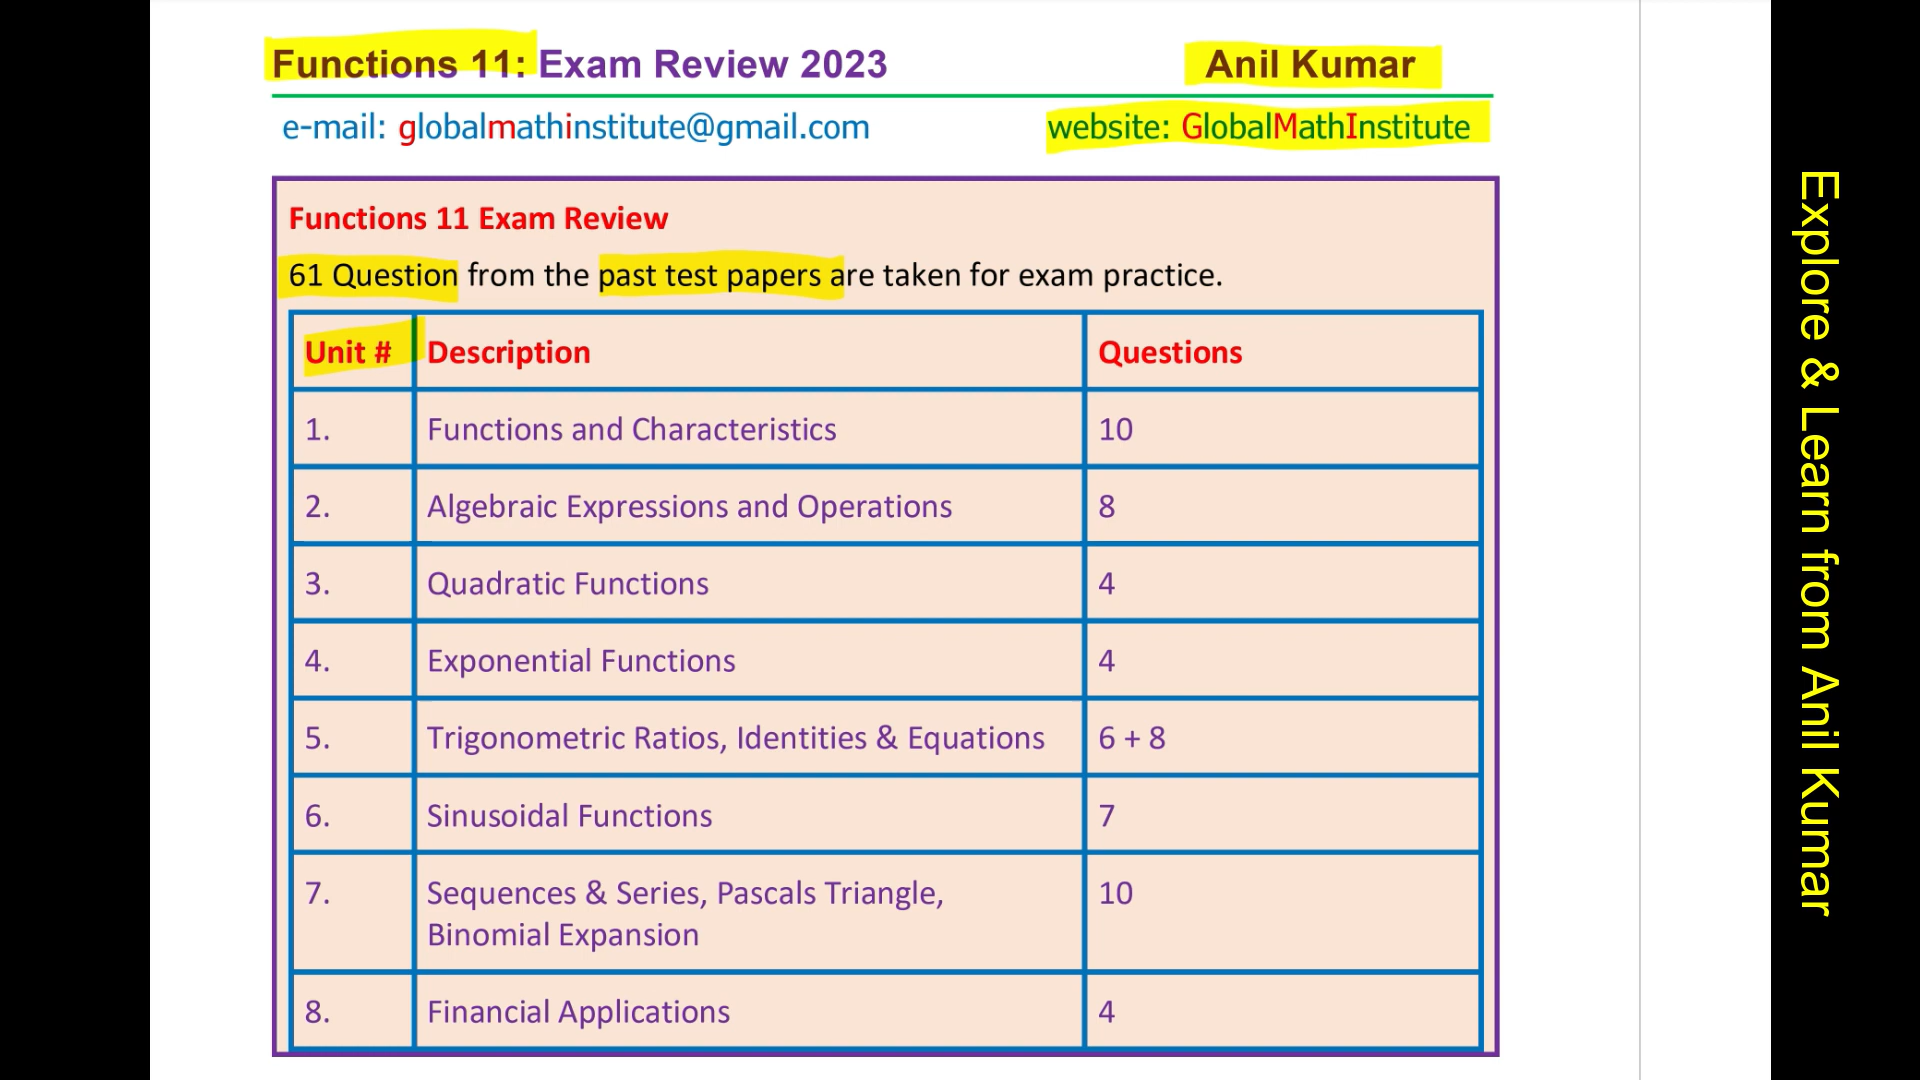 Functions 11: Exam Review 2023 Anil Kumar
e-mail: globalmathinstitute@gmail.com website: GlobalMathInstitute
Functions 11 Exam Review
61 Question from the past test papers are taken for exam practice.
Unit # Description Questions
1. Functions and Characteristics 10
2. Algebraic Expressions and Operations 8
3. Quadratic Functions 4
4. Exponential Functions 4
5. Trigonometric Ratios, Identities & Equations 6 + 8
6. Sinusoidal Functions 7
7. Sequences & Series, Pascals Triangle, 10
Binomial Expansion
8. Financial Applications 4
Explore & Learn from Anil Kumar